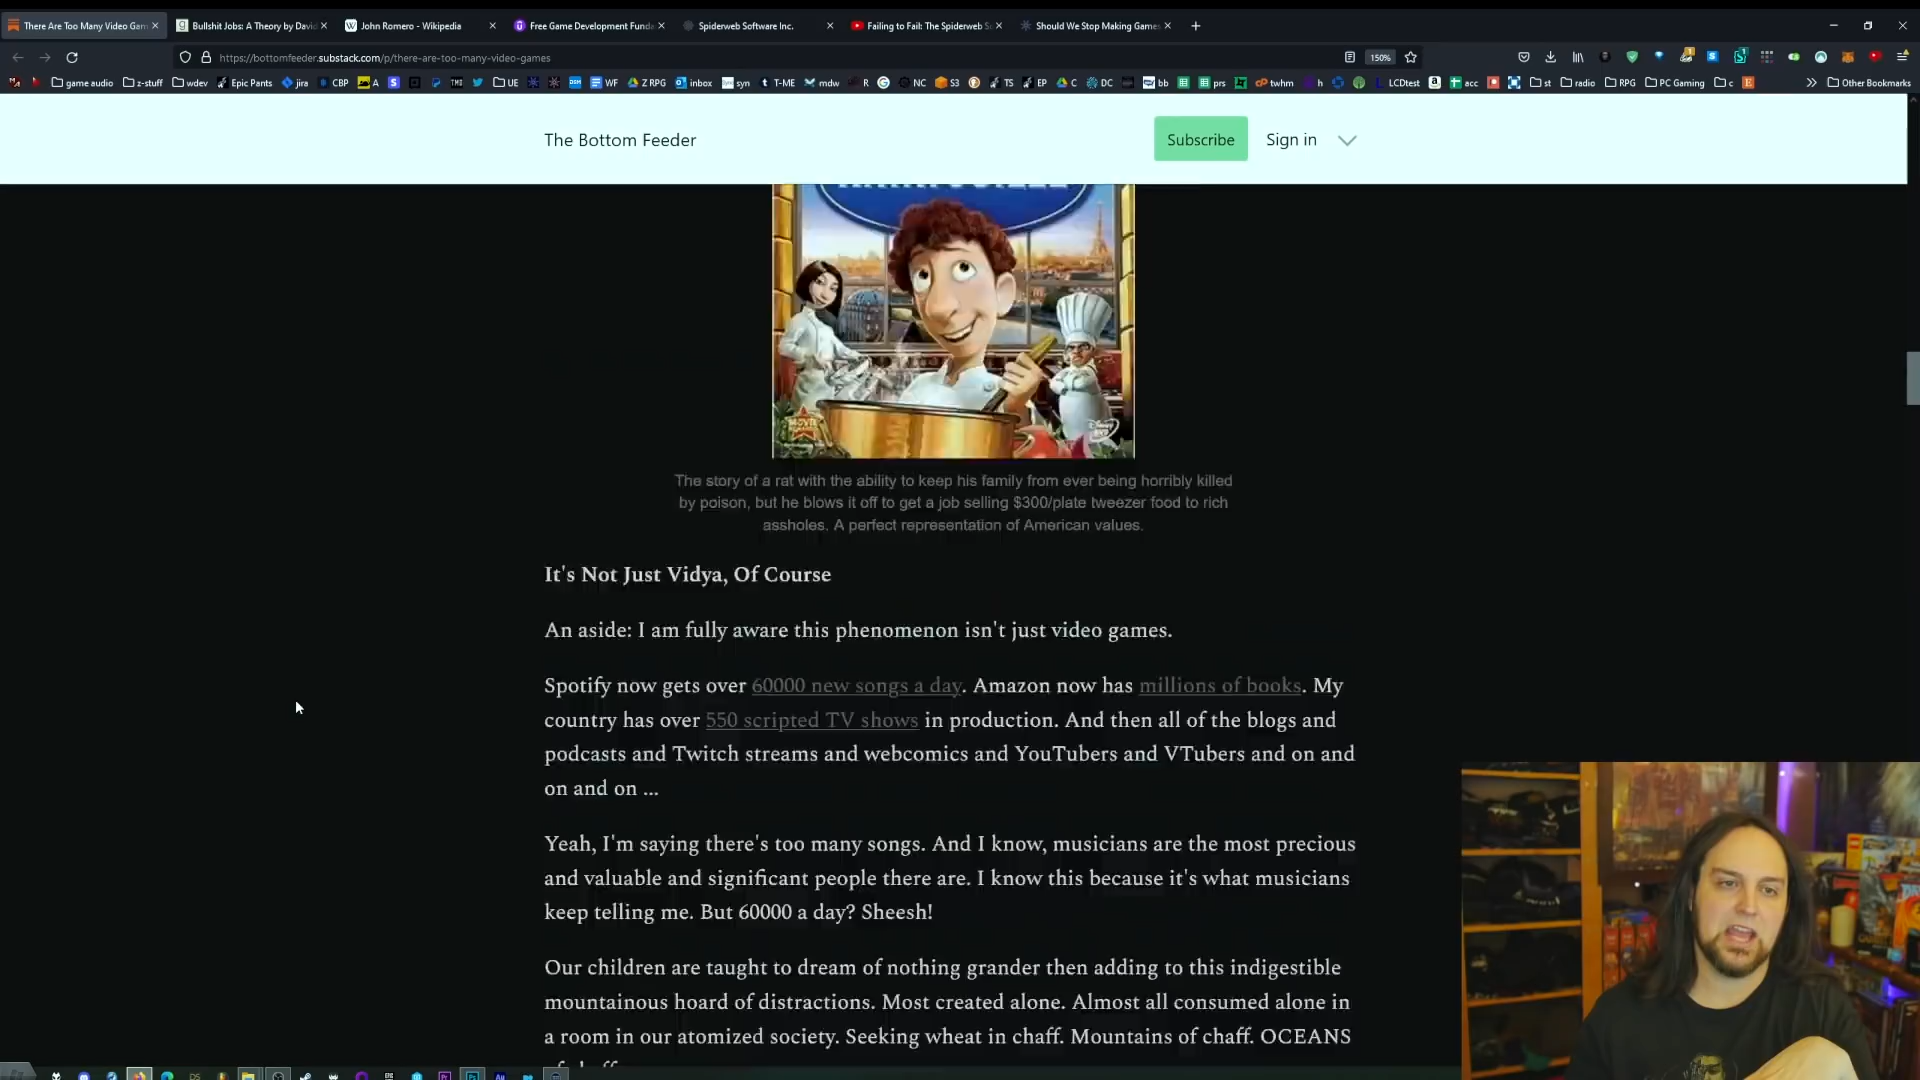 There Are Too Many Video Gam
Bullshit Jobs: A Theory by David
John Romero - Wikipedia
Free Game Development Funda
Spiderweb Software Inc.
Failing to Fail: The Spiderweb S
Should We Stop Making Games
https://bottomfeeder.substack.com/p/there-are-too-many-video-games
150%
game audio
z-stuff
wdev
Epic Pants
jira
CBP
A
UE
WF
Z RPG
inbox
syn
T-ME
mdw
R
NC
S3
TS
EP
C
DC
bb
prs
twhm
h
LCDtest
acc
st
radio
RPG
PC Gaming
c
Other Bookmarks
The Bottom Feeder
Subscribe
Sign in
The story of a rat with the ability to keep his family from ever being horribly killed
by poison, but he blows it off to get a job selling $300/plate tweezer food to rich
assholes. A perfect representation of American values.
It's Not Just Vidya, Of Course
An aside: I am fully aware this phenomenon isn't just video games.
Spotify now gets over 60000 new songs a day. Amazon now has millions of books. My
country has over 550 scripted TV shows in production. And then all of the blogs and
podcasts and Twitch streams and webcomics and YouTubers and VTubers and on and
on and on ...
Yeah, I'm saying there's too many songs. And I know, musicians are the most precious
and valuable and significant people there are. I know this because it's what musicians
keep telling me. But 60000 a day? Sheesh!
Our children are taught to dream of nothing grander then adding to this indigestible
mountainous hoard of distractions. Most created alone. Almost all consumed alone in
a room in our atomized society. Seeking wheat in chaff. Mountains of chaff. OCEANS